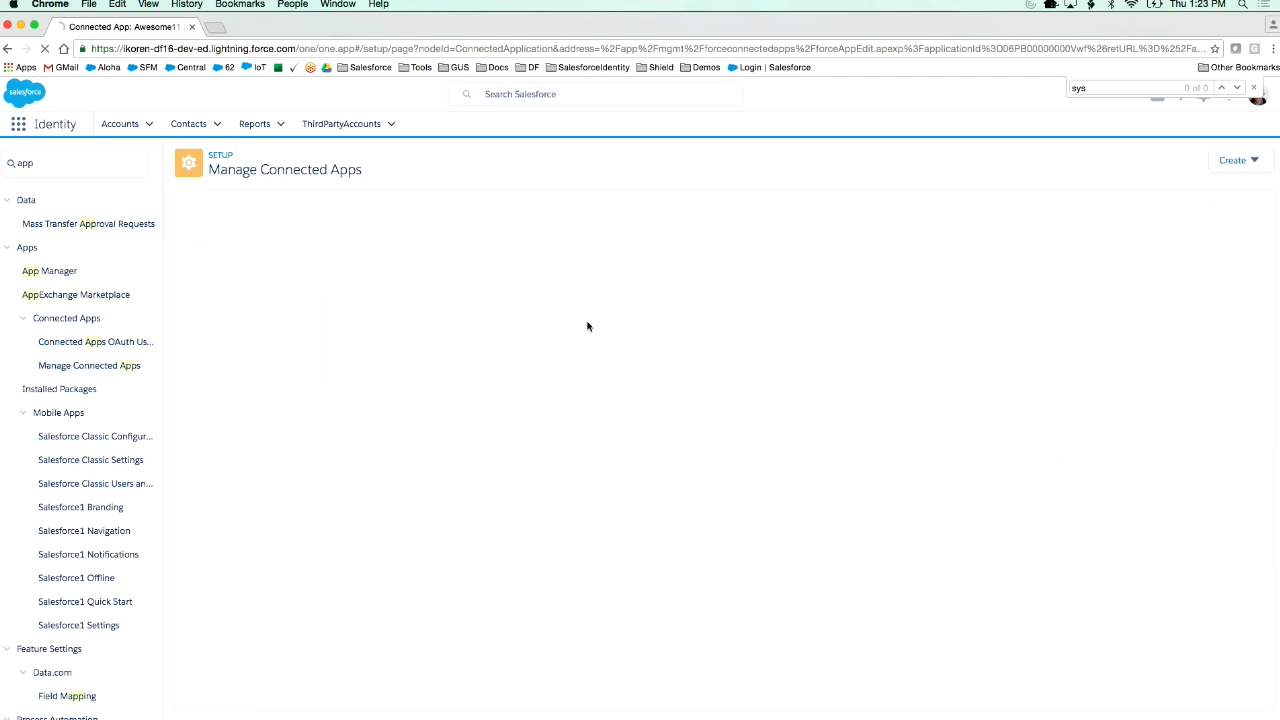 Chrome File Edit View History Bookmarks People Window Help Thu 1:23 PM
Connected App: Awesome11
https://ikoren-df16-dev-ed.lightning.force.com/one/one.app#/setup/page?nodeId=ConnectedApplication&address=%2Fapp%2Fmgmt%2Fforceconnectedapps%2FforceAppEdit.apexp%3FapplicationId%3D06PB00000000Vwf%26retURL%3D%252Fa...
Apps GMail Aloha SFM Central 62 IoT Salesforce Tools GUS Docs DF SalesforceIdentity Shield Demos Login | Salesforce Other Bookmarks
sys 0 of 0
salesforce Search Salesforce
Identity Accounts Contacts Reports ThirdPartyAccounts
app
SETUP
Manage Connected Apps
Create
Data
Mass Transfer Approval Requests
Apps
App Manager
AppExchange Marketplace
Connected Apps
Connected Apps OAuth Us...
Manage Connected Apps
Installed Packages
Mobile Apps
Salesforce Classic Configur...
Salesforce Classic Settings
Salesforce Classic Users an...
Salesforce1 Branding
Salesforce1 Navigation
Salesforce1 Notifications
Salesforce1 Offline
Salesforce1 Quick Start
Salesforce1 Settings
Feature Settings
Data.com
Field Mapping
Process Automation